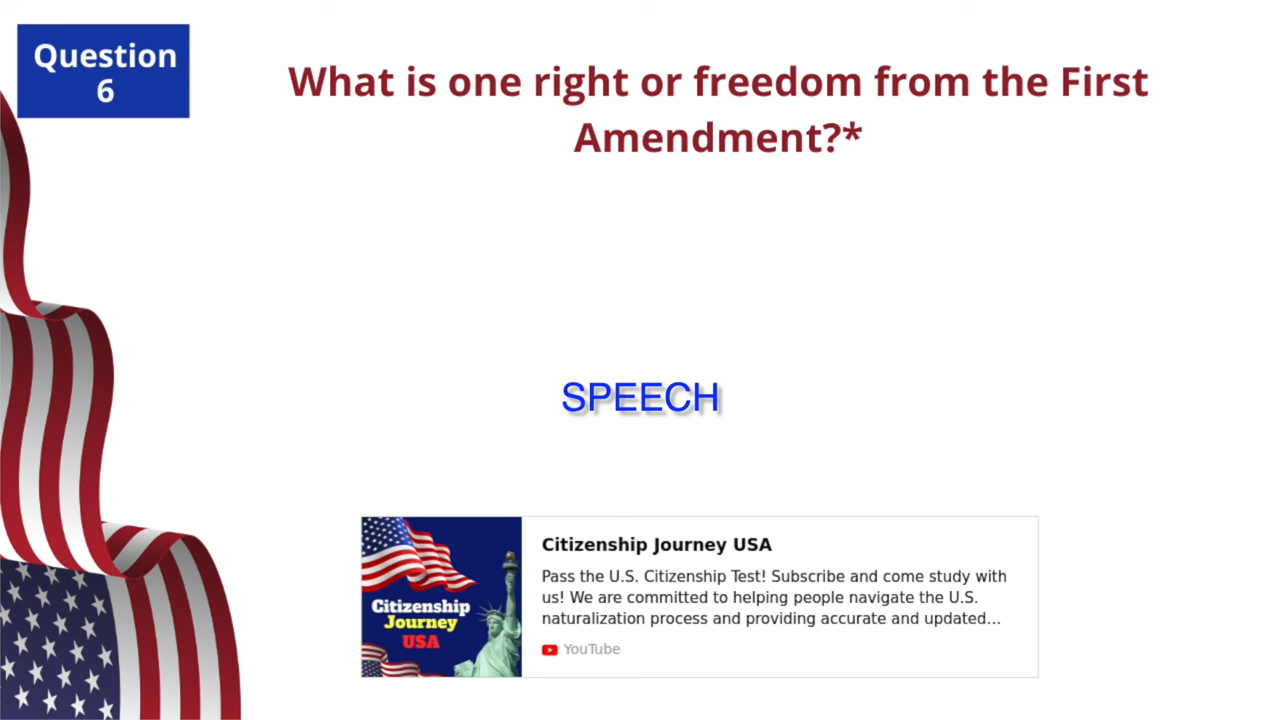 Question
6
What is one right or freedom from the First
Amendment?*
SPEECH
Citizenship
Journey
USA
Citizenship Journey USA
Pass the U.S. Citizenship Test! Subscribe and come study with
us! We are committed to helping people navigate the U.S.
naturalization process and providing accurate and updated...
YouTube